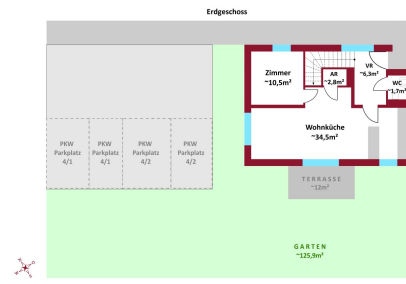 Erdgeschoss
Zimmer
~10,5m²
AR
~2,8m²
VR
~6,3m²
WC
~1,7m²
Wohnküche
~34,5m²
PKW
Parkplatz
4/1
PKW
Parkplatz
4/1
PKW
Parkplatz
4/2
PKW
Parkplatz
4/2
TERRASSE
~12m²
GARTEN
~125,9m²